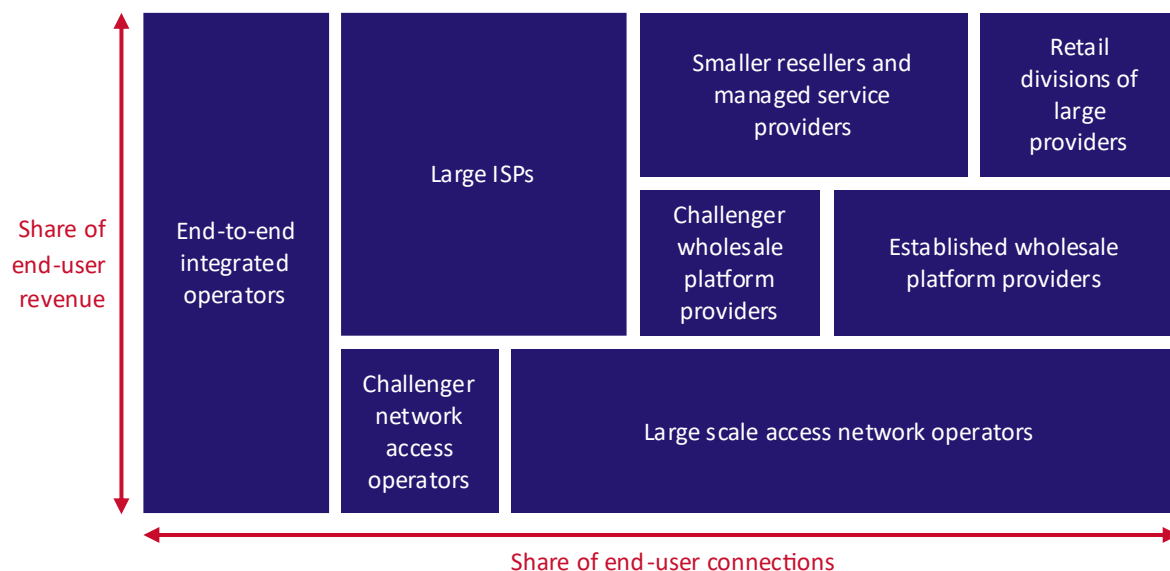 Share of
end-user
revenue
End-to-end
integrated
operators
Large ISPs
Smaller resellers and
managed service
providers
Retail
divisions of
large
providers
Challenger
wholesale
platform
providers
Established wholesale
platform providers
Challenger
network
access
operators
Large scale access network operators
Share of end-user connections